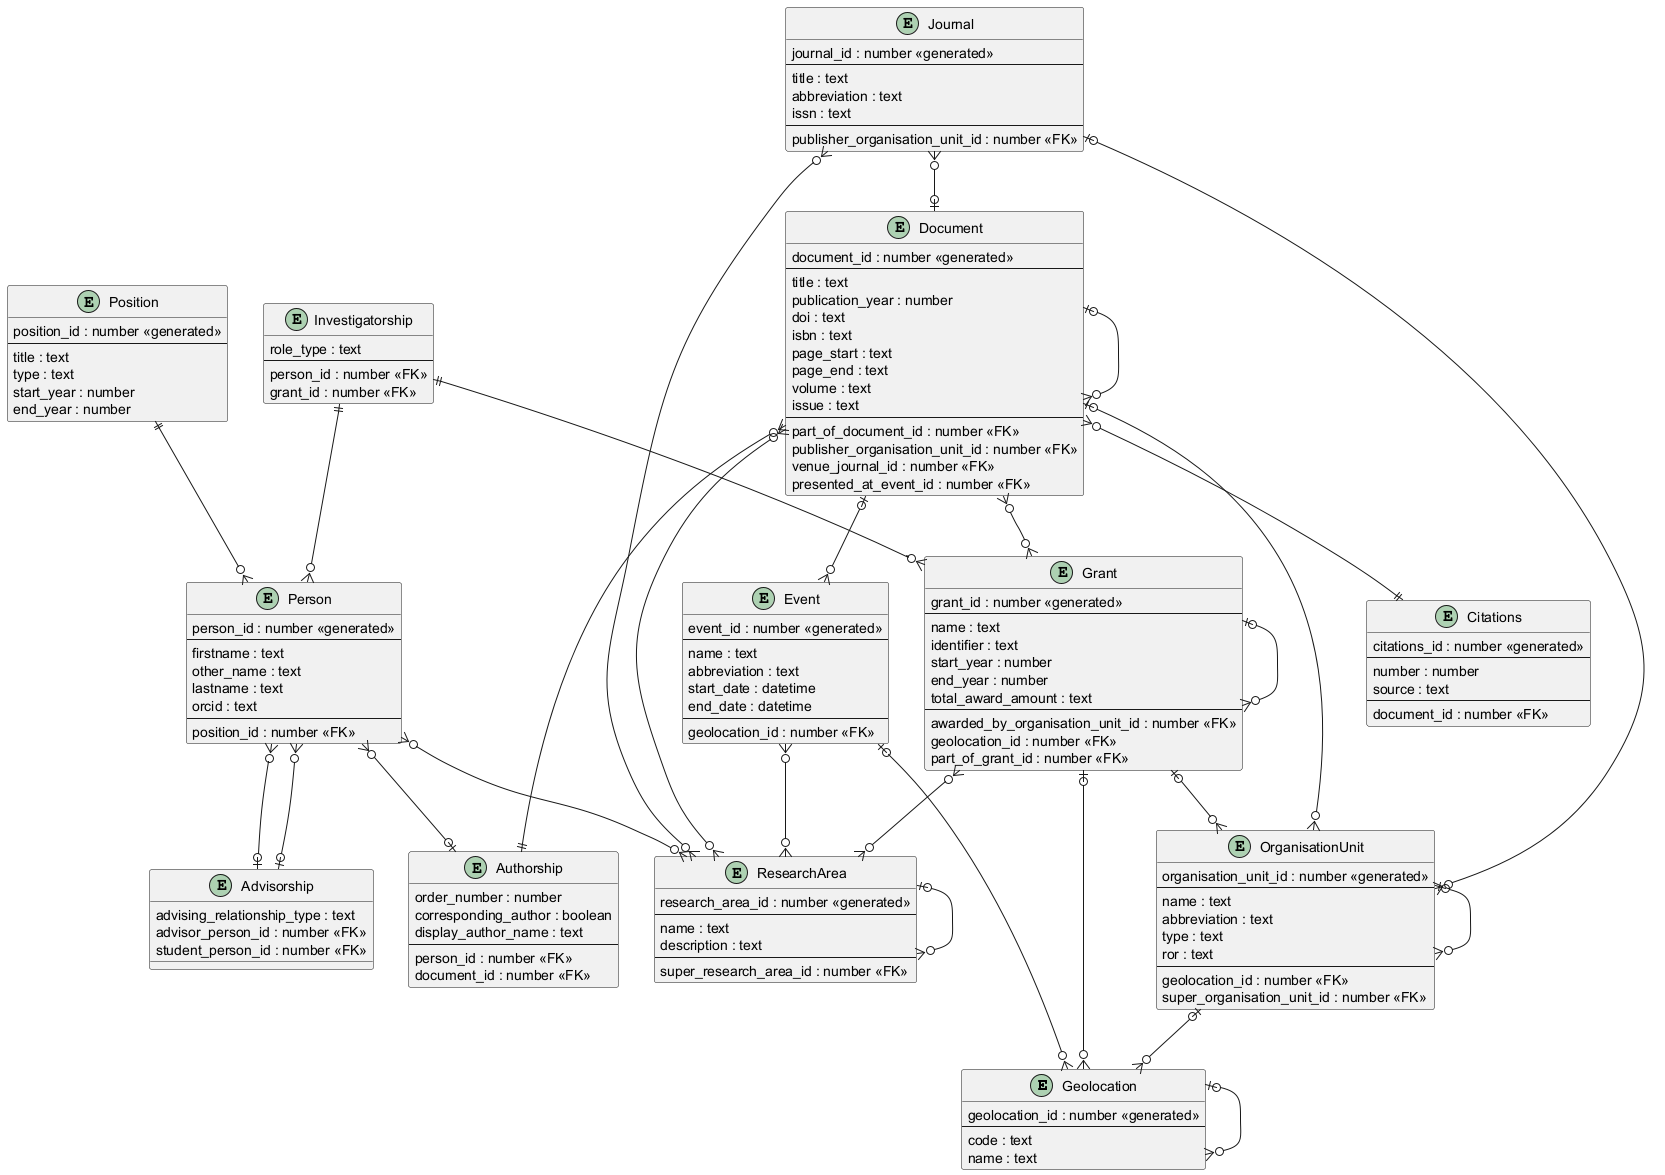 E Journal
journal_id : number «generated»
title : text
abbreviation : text
issn : text
publisher_organisation_unit_id : number «FK»
E Document
document_id : number «generated»
title : text
publication_year : number
doi : text
isbn : text
page_start : text
page_end : text
volume : text
issue : text
part_of_document_id : number «FK»
publisher_organisation_unit_id : number «FK»
venue_journal_id : number «FK»
presented_at_event_id : number «FK»
E Position
position_id : number «generated»
title : text
type : text
start_year : number
end_year : number
E Investigatorship
role_type : text
person_id : number «FK»
grant_id : number «FK»
E Person
person_id : number «generated»
firstname : text
other_name : text
lastname : text
orcid : text
position_id : number «FK»
E Event
event_id : number «generated»
name : text
abbreviation : text
start_date : datetime
end_date : datetime
geolocation_id : number «FK»
E Grant
grant_id : number «generated»
name : text
identifier : text
start_year : number
end_year : number
total_award_amount : text
awarded_by_organisation_unit_id : number «FK»
geolocation_id : number «FK»
part_of_grant_id : number «FK»
E Citations
citations_id : number «generated»
number : number
source : text
document_id : number «FK»
E Advisorship
advising_relationship_type : text
advisor_person_id : number «FK»
student_person_id : number «FK»
E Authorship
order_number : number
corresponding_author : boolean
display_author_name : text
person_id : number «FK»
document_id : number «FK»
E ResearchArea
research_area_id : number «generated»
name : text
description : text
super_research_area_id : number «FK»
E OrganisationUnit
organisation_unit_id : number «generated»
name : text
abbreviation : text
type : text
ror : text
geolocation_id : number «FK»
super_organisation_unit_id : number «FK»
E Geolocation
geolocation_id : number «generated»
code : text
name : text